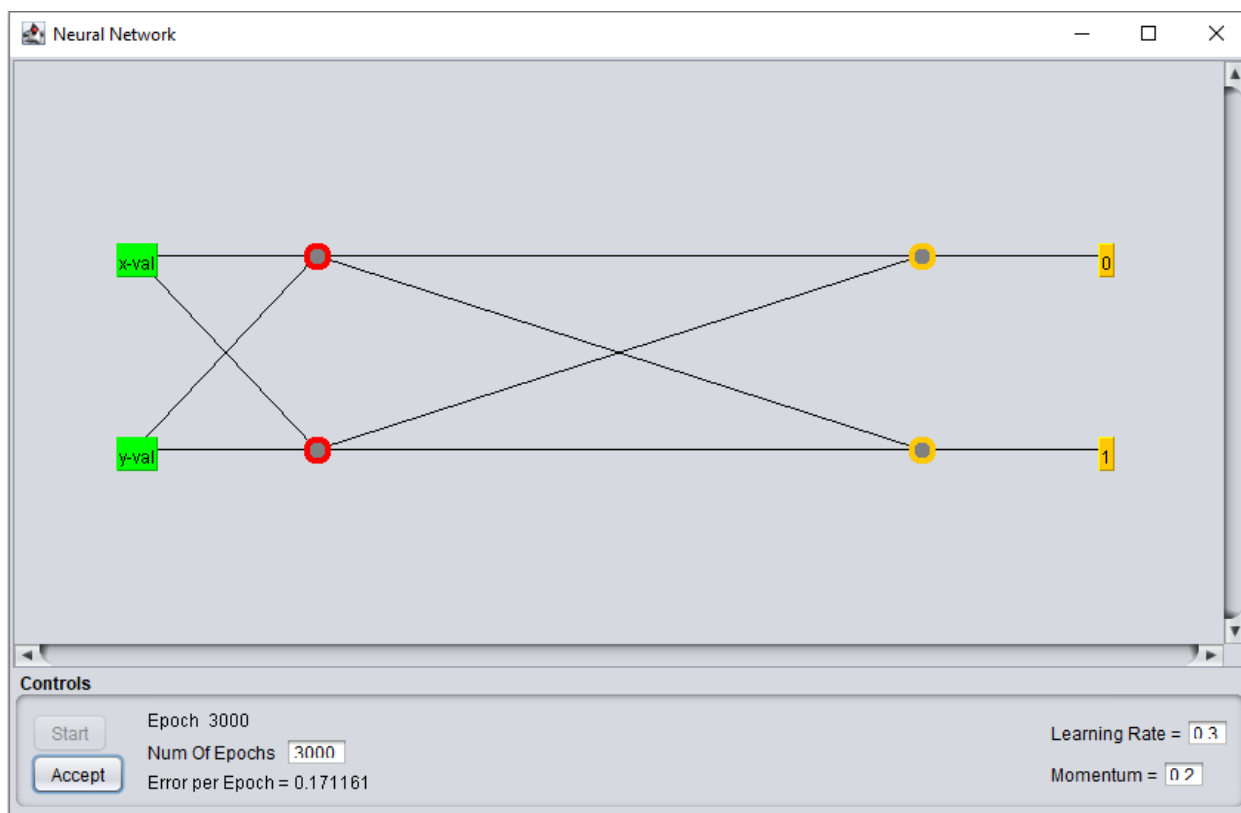 Neural Network
x-val
0
y-val
1
Controls
Start
Epoch 3000
Num Of Epochs 3000
Accept
Error per Epoch = 0.171161
Learning Rate = 0.3
Momentum = 0.2